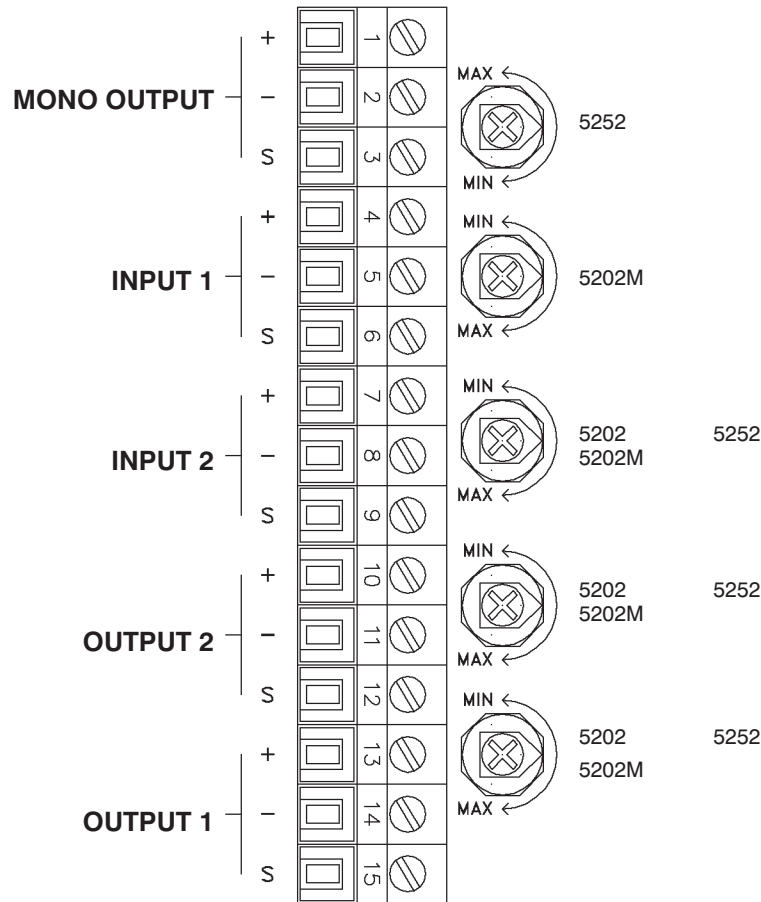 + 1
MAX
MONO OUTPUT − 2 5252
S 3
MIN
+ 4 MIN
INPUT 1 − 5 5202M
S 6 MAX
+ 7 MIN
5202 5252
INPUT 2 − 8 5202M
S 9 MAX
MIN
+ 10 5202 5252
5202M
OUTPUT 2 − 11
MAX
S 12 MIN
+ 13 5202 5252
5202M
OUTPUT 1 − 14 MAX
S 15